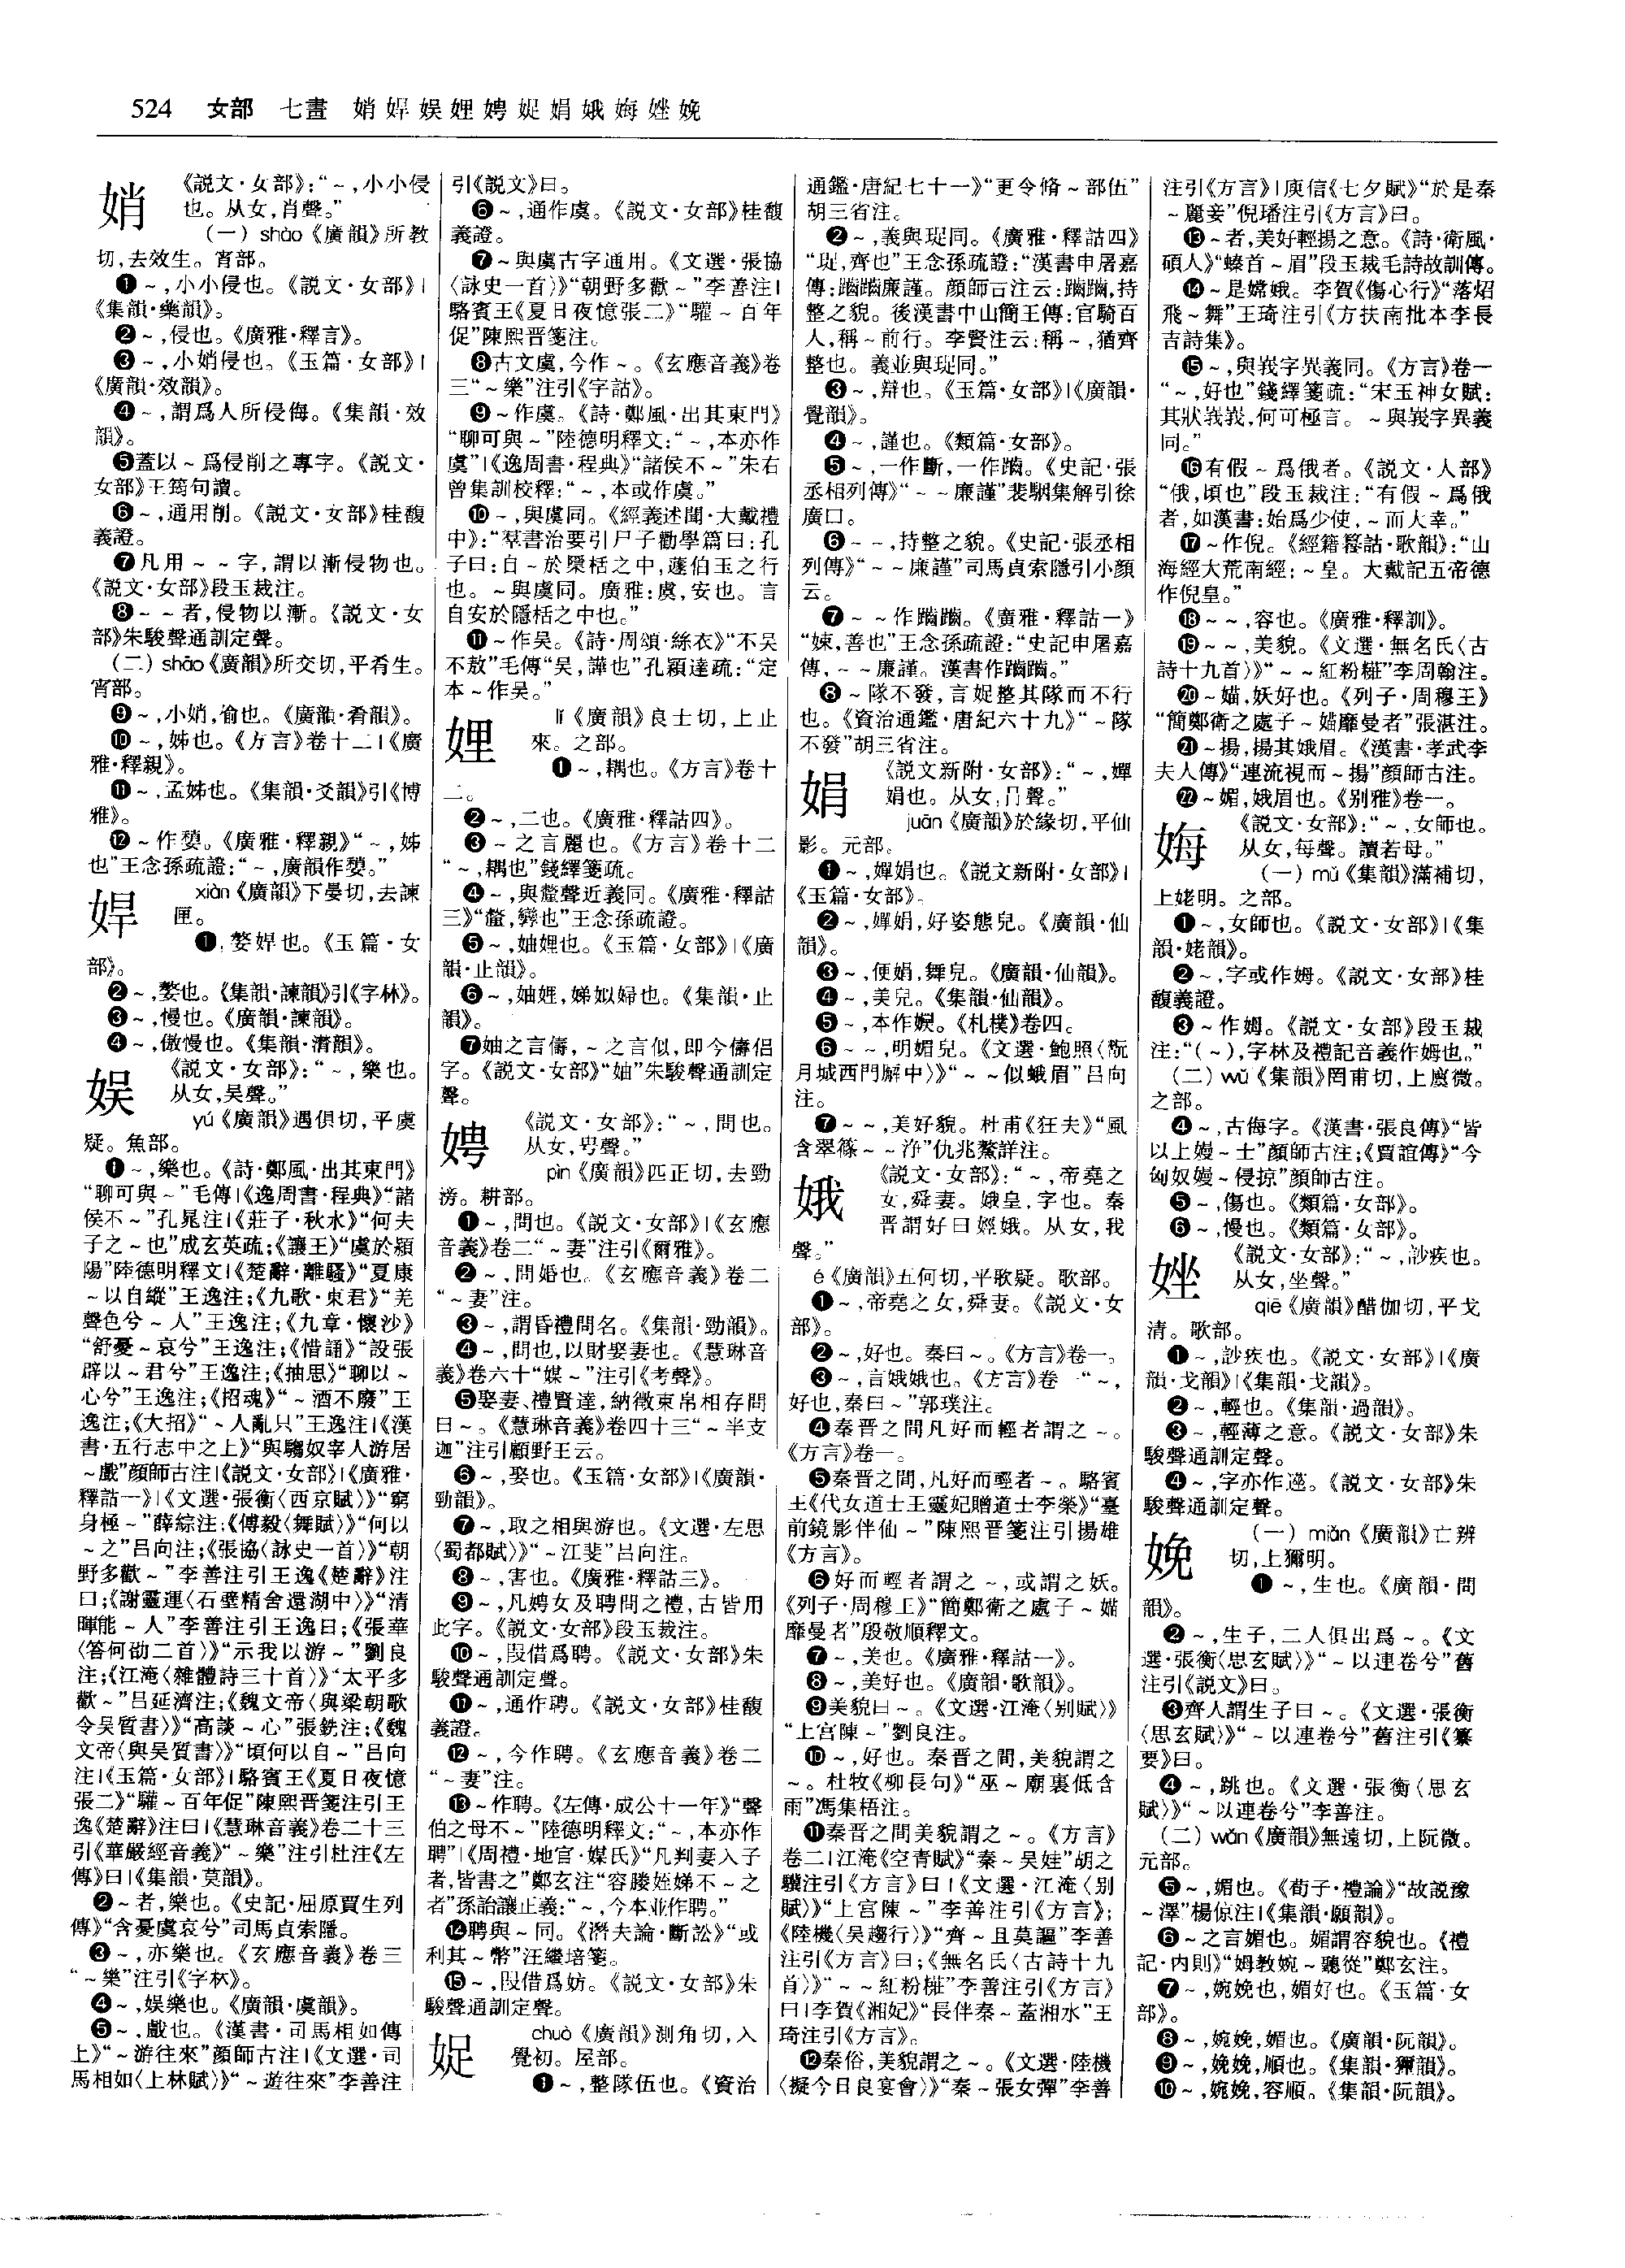 524 女部 七畫 娋娨娱娌娉娖娟娥娒娷娩
娋
《説文·女部》：“～，小小侵
也。从女，肖聲。”
（一）shào《廣韻》所教
切，去效生。宵部。
❶～，小小侵也。《説文·女部》|
《集韻·樂韻》。
❷～，侵也。《廣雅·釋言》。
❸～，小娋侵也。《玉篇·女部》|
《廣韻·效韻》。
❹～，謂爲人所侵侮。《集韻·效
韻》。
❺蓋以～爲侵削之專字。《説文·
女部》王筠句讀。
❻～，通用削。《説文·女部》桂馥
義證。
❼凡用～～字，謂以漸侵物也。
《説文·女部》段玉裁注。
❽～～者，侵物以漸。《説文·女
部》朱駿聲通訓定聲。
（二）shāo《廣韻》所交切，平肴生。
宵部。
❾～，小娋，偷也。《廣韻·肴韻》。
❿～，姊也。《方言》卷十二|《廣
雅·釋親》。
⓫～，孟姊也。《集韻·爻韻》引《博
雅》。
⓬～作㛮。《廣雅·釋親》“～，姊
也”王念孫疏證：“～，廣韻作㛮。”
娨
xiàn《廣韻》下晏切，去諫
匣。
❶，嫯娨也。《玉篇·女
部》。
❷～，嫯也。《集韻·諫韻》引《字林》。
❸～，慢也。《廣韻·諫韻》。
❹～，傲慢也。《集韻·潸韻》。
娱
《説文·女部》：“～，樂也。
从女，吴聲。”
yú《廣韻》遇俱切，平虞
疑。魚部。
❶～，樂也。《詩·鄭風·出其東門》
“聊可與～”毛傳|《逸周書·程典》“諸
侯不～”孔晁注|《莊子·秋水》“何夫
子之～也”成玄英疏；《讓王》“虞於潁
陽”陸德明釋文|《楚辭·離騷》“夏康
～以自縱”王逸注；《九歌·東君》“羌
聲色兮～人”王逸注；《九章·懷沙》
“舒憂～哀兮”王逸注；《惜誦》“設張
辟以～君兮”王逸注；《抽思》“聊以～
心兮”王逸注；《招魂》“～酒不廢”王
逸注；《大招》“～人亂只”王逸注|《漢
書·五行志中之上》“與騶奴宰人游居
～戲”顔師古注|《説文·女部》|《廣雅·
釋詁一》|《文選·張衡〈西京賦〉》“窮
身極～”薛綜注；《傅毅〈舞賦〉》“何以
～之”吕向注；《張協〈詠史一首〉》“朝
野多歡～”李善注引王逸《楚辭》注
曰；《謝靈運〈石壁精舍還湖中〉》“清
暉能～人”李善注引王逸曰；《張華
〈答何劭二首〉》“示我以游～”劉良
注；《江淹〈雜體詩三十首〉》“太平多
歡～”吕延濟注；《魏文帝〈與梁朝歌
令吴質書〉》“高談～心”張銑注；《魏
文帝〈與吴質書〉》“頃何以自～”吕向
注|《玉篇·女部》|駱賓王《夏日夜憶
張二》“驩～百年促”陳熙晋箋注引王
逸《楚辭》注曰|《慧琳音義》卷二十三
引《華嚴經音義》“～樂”注引杜注《左
傳》曰|《集韻·莫韻》。
❷～者，樂也。《史記·屈原賈生列
傳》“含憂虞哀兮”司馬貞索隱。
❸～，亦樂也。《玄應音義》卷三
“～樂”注引《字林》。
❹～，娱樂也。《廣韻·虞韻》。
❺～，戲也。《漢書·司馬相如傳
上》“～游往來”顔師古注|《文選·司
馬相如〈上林賦〉》“～遊往來”李善注
引《説文》曰。
❻～，通作虞。《説文·女部》桂馥
義證。
❼～與虞古字通用。《文選·張協
〈詠史一首〉》“朝野多歡～”李善注|
駱賓王《夏日夜憶張二》“驩～百年
促”陳熙晋箋注。
❽古文虞，今作～。《玄應音義》卷
三“～樂”注引《字詁》。
❾～作虞。《詩·鄭風·出其東門》
“聊可與～”陸德明釋文：“～，本亦作
虞”|《逸周書·程典》“諸侯不～”朱右
曾集訓校釋：“～，本或作虞。”
❿～，與虞同。《經義述聞·大戴禮
中》：“羣書治要引尸子勸學篇曰：孔
子曰：自～於檃栝之中，蘧伯玉之行
也。～與虞同。廣雅：虞，安也。言
自安於隱栝之中也。”
⓫～作吴。《詩·周頌·絲衣》“不吴
不敖”毛傳“吴，譁也”孔穎達疏：“定
本～作吴。”
娌
lǐ《廣韻》良士切，上止
來。之部。
❶～，耦也。《方言》卷十
二。
❷～，二也。《廣雅·釋詁四》。
❸～之言麗也。《方言》卷十二
“～，耦也”錢繹箋疏。
❹～，與釐聲近義同。《廣雅·釋詁
三》“釐，孿也”王念孫疏證。
❺～，妯娌也。《玉篇·女部》|《廣
韻·止韻》。
❻～，妯娌，娣姒婦也。《集韻·止
韻》。
❼妯之言儔，～之言似，即今儔侣
字。《説文·女部》“妯”朱駿聲通訓定
聲。
娉
《説文·女部》：“～，問也。
从女，甹聲。”
pìn《廣韻》匹正切，去勁
滂。耕部。
❶～，問也。《説文·女部》|《玄應
音義》卷二“～妻”注引《爾雅》。
❷～，問婚也。《玄應音義》卷二
“～妻”注。
❸～，謂昏禮問名。《集韻·勁韻》。
❹～，問也，以財娶妻也。《慧琳音
義》卷六十“媒～”注引《考聲》。
❺娶妻、禮賢達，納徵束帛相存問
曰～。《慧琳音義》卷四十三“～半支
迦”注引顧野王云。
❻～，娶也。《玉篇·女部》|《廣韻·
勁韻》。
❼～，取之相與游也。《文選·左思
〈蜀都賦〉》“～江斐”吕向注。
❽～，害也。《廣雅·釋詁三》。
❾～，凡娉女及聘問之禮，古皆用
此字。《説文·女部》段玉裁注。
❿～，叚借爲聘。《説文·女部》朱
駿聲通訓定聲。
⓫～，通作聘。《説文·女部》桂馥
義證。
⓬～，今作聘。《玄應音義》卷二
“～妻”注。
⓭～作聘。《左傳·成公十一年》“聲
伯之母不～”陸德明釋文：“～，本亦作
聘”|《周禮·地官·媒氏》“凡判妻入子
者，皆書之”鄭玄注“容媵姪娣不～之
者”孫詒讓正義：“～，今本並作聘。”
⓮聘與～同。《潛夫論·斷訟》“或
利其～幣”汪繼培箋。
⓯～，叚借爲妨。《説文·女部》朱
駿聲通訓定聲。
娖
chuò《廣韻》測角切，入
覺初。屋部。
❶～，整隊伍也。《資治
通鑑·唐紀七十一》“更令脩～部伍”
胡三省注。
❷～，義與珿同。《廣雅·釋詁四》
“珿，齊也”王念孫疏證：“漢書申屠嘉
傳：齱齱廉謹。顔師古注云：齱齱，持
整之貌。後漢書中山簡王傳：官騎百
人，稱～前行。李賢注云：稱～，猶齊
整也。義並與珿同。”
❸～，辯也。《玉篇·女部》|《廣韻·
覺韻》。
❹～，謹也。《類篇·女部》。
❺～，一作斷，一作齱。《史記·張
丞相列傳》“～～廉謹”裴駰集解引徐
廣曰。
❻～～，持整之貌。《史記·張丞相
列傳》“～～廉謹”司馬貞索隱引小顔
云。
❼～～作齱齱。《廣雅·釋詁一》
“娕，善也”王念孫疏證：“史記申屠嘉
傳，～～廉謹。漢書作齱齱。”
❽～隊不發，言娖整其隊而不行
也。《資治通鑑·唐紀六十九》“～隊
不發”胡三省注。
娟
《説文新附·女部》：“～，嬋
娟也。从女，肙聲。”
juān《廣韻》於緣切，平仙
影。元部。
❶～，嬋娟也。《説文新附·女部》|
《玉篇·女部》。
❷～，嬋娟，好姿態皃。《廣韻·仙
韻》。
❸～，便娟，舞皃。《廣韻·仙韻》。
❹～，美皃。《集韻·仙韻》。
❺～，本作嬽。《札樸》卷四。
❻～～，明媚皃。《文選·鮑照〈翫
月城西門解中〉》“～～似蛾眉”吕向
注。
❼～～，美好貌。杜甫《狂夫》“風
含翠篠～～淨”仇兆鰲詳注。
娥
《説文·女部》：“～，帝堯之
女，舜妻。娥皇，字也。秦
晋謂好曰娙娥。从女，我
聲。”
é《廣韻》五何切，平歌疑。歌部。
❶～，帝堯之女，舜妻。《説文·女
部》。
❷～，好也。秦曰～。《方言》卷一。
❸～，言娥娥也。《方言》卷一“～，
好也，秦曰～”郭璞注。
❹秦晋之間凡好而輕者謂之～。
《方言》卷一。
❺秦晋之間，凡好而輕者～。駱賓
王《代女道士王靈妃贈道士李榮》“臺
前鏡影伴仙～”陳熙晋箋注引揚雄
《方言》。
❻好而輕者謂之～，或謂之妖。
《列子·周穆王》“簡鄭衛之處子～媌
靡曼者”殷敬順釋文。
❼～，美也。《廣雅·釋詁一》。
❽～，美好也。《廣韻·歌韻》。
❾美貌曰～。《文選·江淹〈别賦〉》
“上宫陳～”劉良注。
❿～，好也。秦晋之間，美貌謂之
～。杜牧《柳長句》“巫～廟裏低含
雨”馮集梧注。
⓫秦晋之間美貌謂之～。《方言》
卷二|江淹《空青賦》“秦～吴娃”胡之
驥注引《方言》曰|《文選·江淹〈别
賦〉》“上宫陳～”李善注引《方言》；
《陸機〈吴趨行〉》“齊～且莫謳”李善
注引《方言》曰；《無名氏〈古詩十九
首〉》“～～紅粉糚”李善注引《方言》
曰|李賀《湘妃》“長伴秦～蓋湘水”王
琦注引《方言》。
⓬秦俗，美貌謂之～。《文選·陸機
〈擬今日良宴會〉》“秦～張女彈”李善
注引《方言》|庾信《七夕賦》“於是秦
～麗妾”倪璠注引《方言》曰。
⓭～者，美好輕揚之意。《詩·衛風·
碩人》“螓首～眉”段玉裁毛詩故訓傳。
⓮～是嫦娥。李賀《傷心行》“落炤
飛～舞”王琦注引《方扶南批本李長
吉詩集》。
⓯～，與峩字異義同。《方言》卷一
“～，好也”錢繹箋疏：“宋玉神女賦：
其狀峩峩，何可極言。～與峩字異義
同。”
⓰有假～爲俄者。《説文·人部》
“俄，頃也”段玉裁注：“有假～爲俄
者，如漢書：始爲少使，～而大幸。”
⓱～作倪。《經籍籑詁·歌韻》：“山
海經大荒南經：～皇。大戴記五帝德
作倪皇。”
⓲～～，容也。《廣雅·釋訓》。
⓳～～，美貌。《文選·無名氏〈古
詩十九首〉》“～～紅粉糚”李周翰注。
⓴～媌，妖好也。《列子·周穆王》
“簡鄭衛之處子～媌靡曼者”張湛注。
㉑～揚，揚其娥眉。《漢書·孝武李
夫人傳》“連流視而～揚”顔師古注。
㉒～媚，娥眉也。《别雅》卷一。
娒
《説文·女部》：“～，女師也。
从女，每聲。讀若母。”
（一）mǔ《集韻》滿補切，
上姥明。之部。
❶～，女師也。《説文·女部》|《集
韻·姥韻》。
❷～，字或作姆。《説文·女部》桂
馥義證。
❸～作姆。《説文·女部》段玉裁
注：“（～），字林及禮記音義作姆也。”
（二）wǔ《集韻》罔甫切，上麌微。
之部。
❹～，古侮字。《漢書·張良傳》“皆
以上嫚～士”顔師古注；《賈誼傳》“今
匈奴嫚～侵掠”顔師古注。
❺～，傷也。《類篇·女部》。
❻～，慢也。《類篇·女部》。
㛗
《説文·女部》：“～，訬疾也。
从女，坐聲。”
qiē《廣韻》醋伽切，平戈
清。歌部。
❶～，訬疾也。《説文·女部》|《廣
韻·戈韻》|《集韻·戈韻》。
❷～，輕也。《集韻·過韻》。
❸～，輕薄之意。《説文·女部》朱
駿聲通訓定聲。
❹～，字亦作遳。《説文·女部》朱
駿聲通訓定聲。
娩
（一）miǎn《廣韻》亡辨
切，上獮明。
❶～，生也。《廣韻·問
韻》。
❷～，生子，二人俱出爲～。《文
選·張衡〈思玄賦〉》“～以連卷兮”舊
注引《説文》曰。
❸齊人謂生子曰～。《文選·張衡
〈思玄賦〉》“～以連卷兮”舊注引《纂
要》曰。
❹～，跳也。《文選·張衡〈思玄
賦〉》“～以連卷兮”李善注。
（二）wǎn《廣韻》無遠切，上阮微。
元部。
❺～，媚也。《荀子·禮論》“故説豫
～澤”楊倞注|《集韻·願韻》。
❻～之言媚也。媚謂容貌也。《禮
記·内則》“姆教婉～聽從”鄭玄注。
❼～，婉娩也，媚好也。《玉篇·女
部》。
❽～，婉娩，媚也。《廣韻·阮韻》。
❾～，娩娩，順也。《集韻·獮韻》。
❿～，婉娩，容順。《集韻·阮韻》。